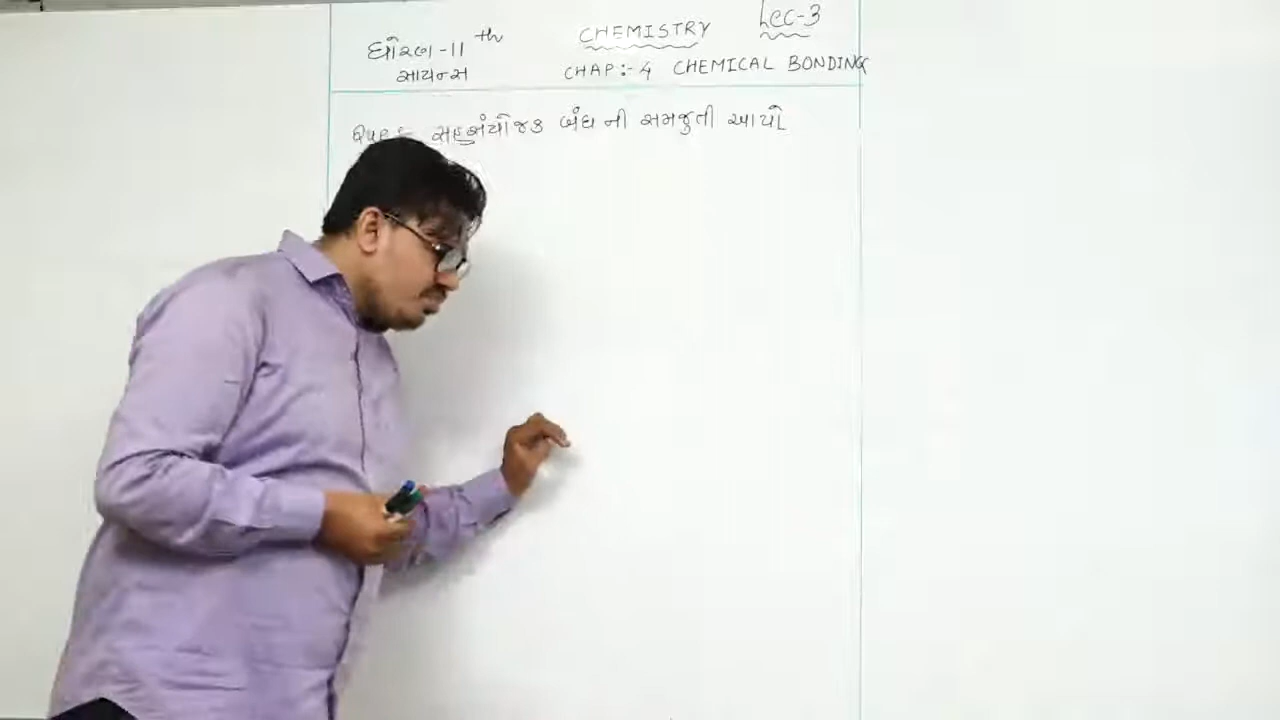 ધોરણ-11 th
સાયન્સ
CHEMISTRY
Lec-3
CHAP:- 4 CHEMICAL BONDING
સહસંયોજક બંધ ની સમજુતી આપો